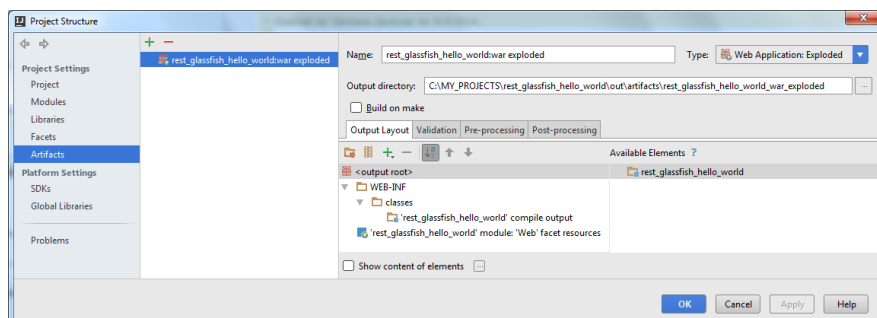 Project Structure
Project Settings
Project
Modules
Libraries
Facets
Artifacts
Platform Settings
SDKs
Global Libraries
Problems
rest_glassfish_hello_world:war exploded
Name: rest_glassfish_hello_world:war exploded
Type: Web Application: Exploded
Output directory: C:\MY_PROJECTS\rest_glassfish_hello_world\out\artifacts\rest_glassfish_hello_world_war_exploded ...
Build on make
Output Layout Validation Pre-processing Post-processing
Available Elements ?
<output root>
WEB-INF
classes
'rest_glassfish_hello_world' compile output
'rest_glassfish_hello_world' module: 'Web' facet resources
rest_glassfish_hello_world
Show content of elements ...
OK Cancel Apply Help